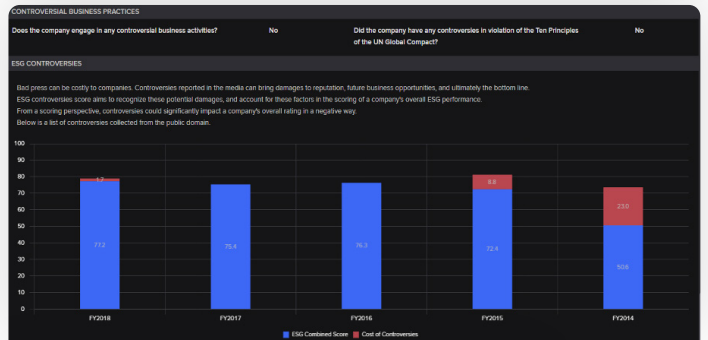 CONTROVERSIAL BUSINESS PRACTICES
Does the company engage in any controversial business activities? No Did the company have any controversies in violation of the Ten Principles No
of the UN Global Compact?
ESG CONTROVERSIES
Bad press can be costly to companies. Controversies reported in the media can bring damages to reputation, future business opportunities, and ultimately the bottom line.
ESG controversies score aims to recognize these potential damages, and account for these factors in the scoring of a company's overall ESG performance.
From a scoring perspective, controversies could significantly impact a company's overall rating in a negative way.
Below is a list of controversies collected from the public domain.
100
90
80
70
60
50
40
30
20
10
0
1.7
77.2
75.4
76.3
8.8
72.4
23.0
50.6
FY2018 FY2017 FY2016 FY2015 FY2014
ESG Combined Score Cost of Controversies